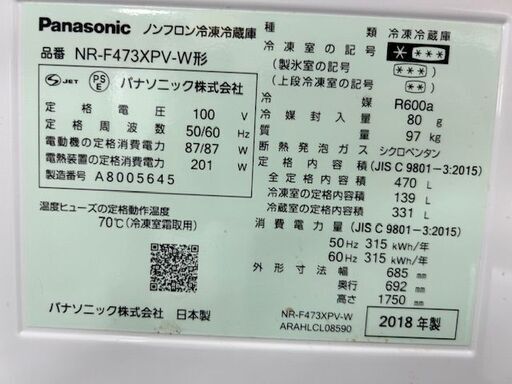 Panasonic ノンフロン冷凍冷蔵庫
品番 NR-F473XPV-W形
S JET PSE パナソニック株式会社
定格電圧 100 V
定格周波数 50/60 Hz
電動機の定格消費電力 87/87 W
電熱装置の定格消費電力 201 W
製造番号 A8005645
温度ヒューズの定格動作温度
70℃(冷凍室霜取用)
パナソニック株式会社 日本製
種類 冷凍冷蔵庫
冷凍室の記号 * ***
(製氷室の記号 ***)
(上段冷凍室の記号 **)
冷媒 R600a
冷媒封入量 80 g
質量 97 kg
断熱発泡ガス シクロペンタン
定格内容積 (JIS C 9801-3:2015)
全定格内容積 470 L
冷凍室の定格内容積 139 L
冷蔵室の定格内容積 331 L
消費電力量 (JIS C 9801-3:2015)
50 Hz 315 kWh/年
60 Hz 315 kWh/年
外形寸法 幅 685 mm
奥行 692 mm
高さ 1750 mm
NR-F473XPV-W
ARAHLCL08590
2018年製